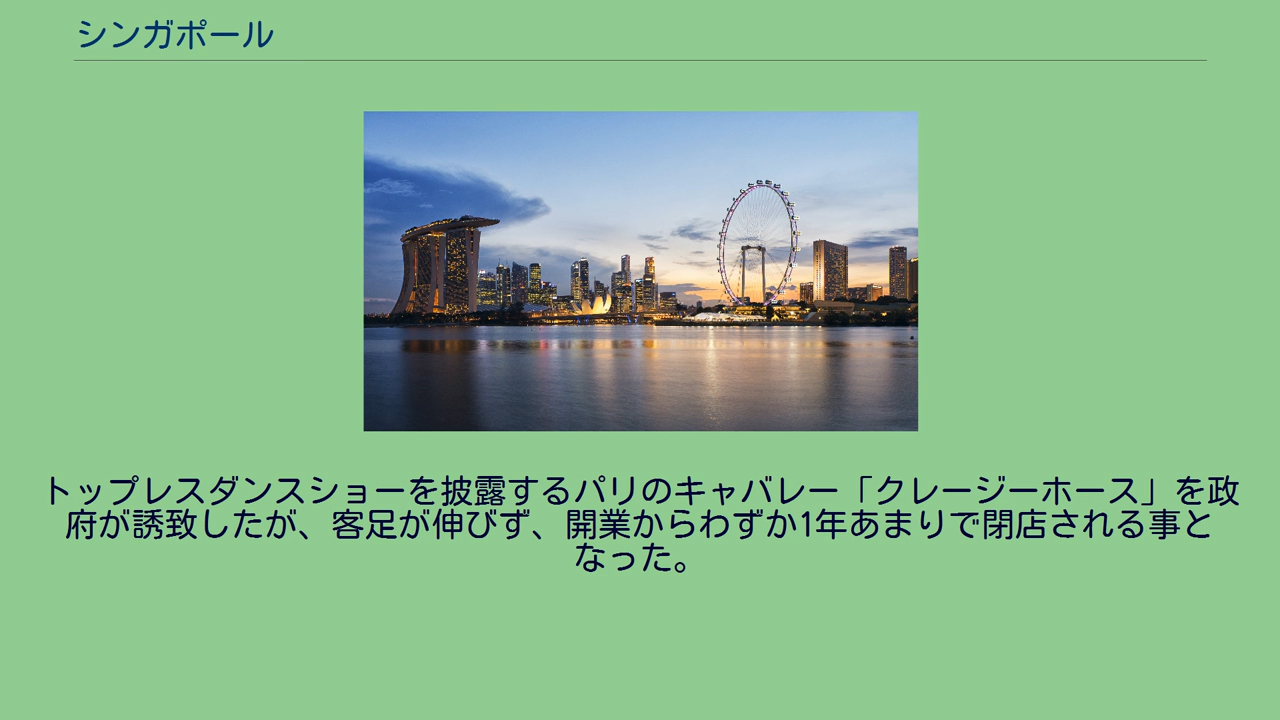 シンガポール
トップレスダンスショーを披露するパリのキャバレー「クレージーホース」を政
府が誘致したが、客足が伸びず、開業からわずか1年あまりで閉店される事と
なった。